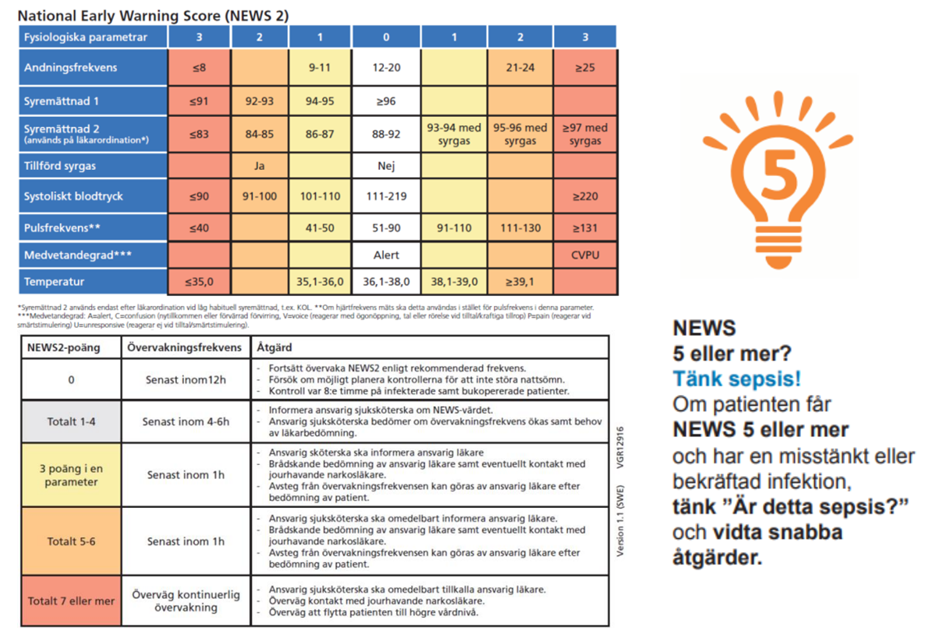 National Early Warning Score (NEWS 2)
Fysiologiska parametrar 3 2 1 0 1 2 3
Andningsfrekvens ≤8 9-11 12-20 21-24 ≥25
Syremättnad 1 ≤91 92-93 94-95 ≥96
Syremättnad 2 ≤83 84-85 86-87 88-92 93-94 med 95-96 med ≥97 med
(används på läkarordination*) syrgas syrgas syrgas
Tillförd syrgas Ja Nej
Systoliskt blodtryck ≤90 91-100 101-110 111-219 ≥220
Pulsfrekvens** ≤40 41-50 51-90 91-110 111-130 ≥131
Medvetandegrad*** Alert CVPU
Temperatur ≤35,0 35,1-36,0 36,1-38,0 38,1-39,0 ≥39,1
*Syremättnad 2 används endast efter läkarordination vid låg habituell syremättnad, t.ex. KOL. **Om hjärtfrekvens mäts ska detta användas i stället för pulsfrekvens i denna parameter.
***Medvetandegrad: A=alert, C=confusion (nytillkommen eller förvärrad förvirring, V=voice (reagerar med ögonöppning, tal eller rörelse vid tilltal/kraftiga tillrop) P=pain (reagerar vid
smärtstimulering) U=unresponsive (reagerar ej vid tilltal/smärtstimulering).
NEWS2-poäng Övervakningsfrekvens Åtgärd
0 Senast inom12h
- Fortsätt övervaka NEWS2 enligt rekommenderad frekvens.
- Försök om möjligt planera kontrollerna för att inte störa nattsömn.
- Kontroll var 8:e timme på infekterade samt bukopererade patienter.
Totalt 1-4 Senast inom 4-6h
- Informera ansvarig sjuksköterska om NEWS-värdet.
- Ansvarig sjuksköterska bedömer om övervakningsfrekvens ökas samt behov
av läkarbedömning.
3 poäng i en
parameter
Senast inom 1h
- Ansvarig sköterska ska informera ansvarig läkare
- Brådskande bedömning av ansvarig läkare samt eventuellt kontakt med
jourhavande narkosläkare.
- Avsteg från övervakningsfrekvensen kan göras av ansvarig läkare efter
bedömning av patient.
Totalt 5-6 Senast inom 1h
- Ansvarig sjuksköterska ska omedelbart informera ansvarig läkare.
- Brådskande bedömning av ansvarig läkare samt eventuellt kontakt med
jourhavande narkosläkare.
- Avsteg från övervakningsfrekvensen kan göras av ansvarig läkare efter
bedömning av patient.
Totalt 7 eller mer
Överväg kontinuerlig
övervakning
- Ansvarig sjuksköterska ska omedelbart tillkalla ansvarig läkare.
- Överväg kontakt med jourhavande narkosläkare.
- Överväg att flytta patienten till högre vårdnivå.
Version 1.1 (SWE) VGR12916
5
NEWS
5 eller mer?
Tänk sepsis!
Om patienten får
NEWS 5 eller mer
och har en misstänkt eller
bekräftad infektion,
tänk ”Är detta sepsis?”
och vidta snabba
åtgärder.